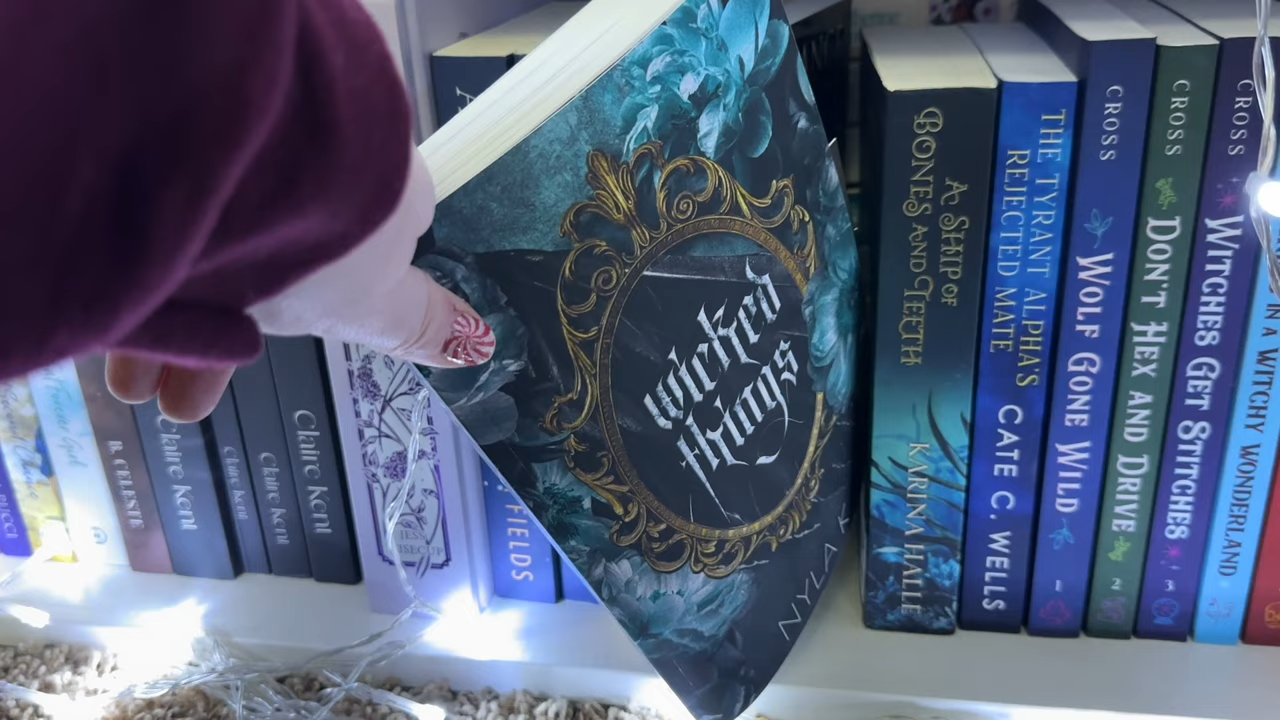 B. CELESTE
Claire Kent
Claire Kent
Claire Kent
Claire Kent
JESS
FIELDS
wicked
things
NYLA K
A SHIP OF
BONES AND TEETH
KARINA HALLE
THE TYRANT ALPHA'S
REJECTED MATE
CATE C. WELLS
CROSS
WOLF GONE WILD
1
CROSS
DON'T HEX AND DRIVE
2
CROSS
WITCHES GET STITCHES
3
IN A WITCHY WONDERLAND